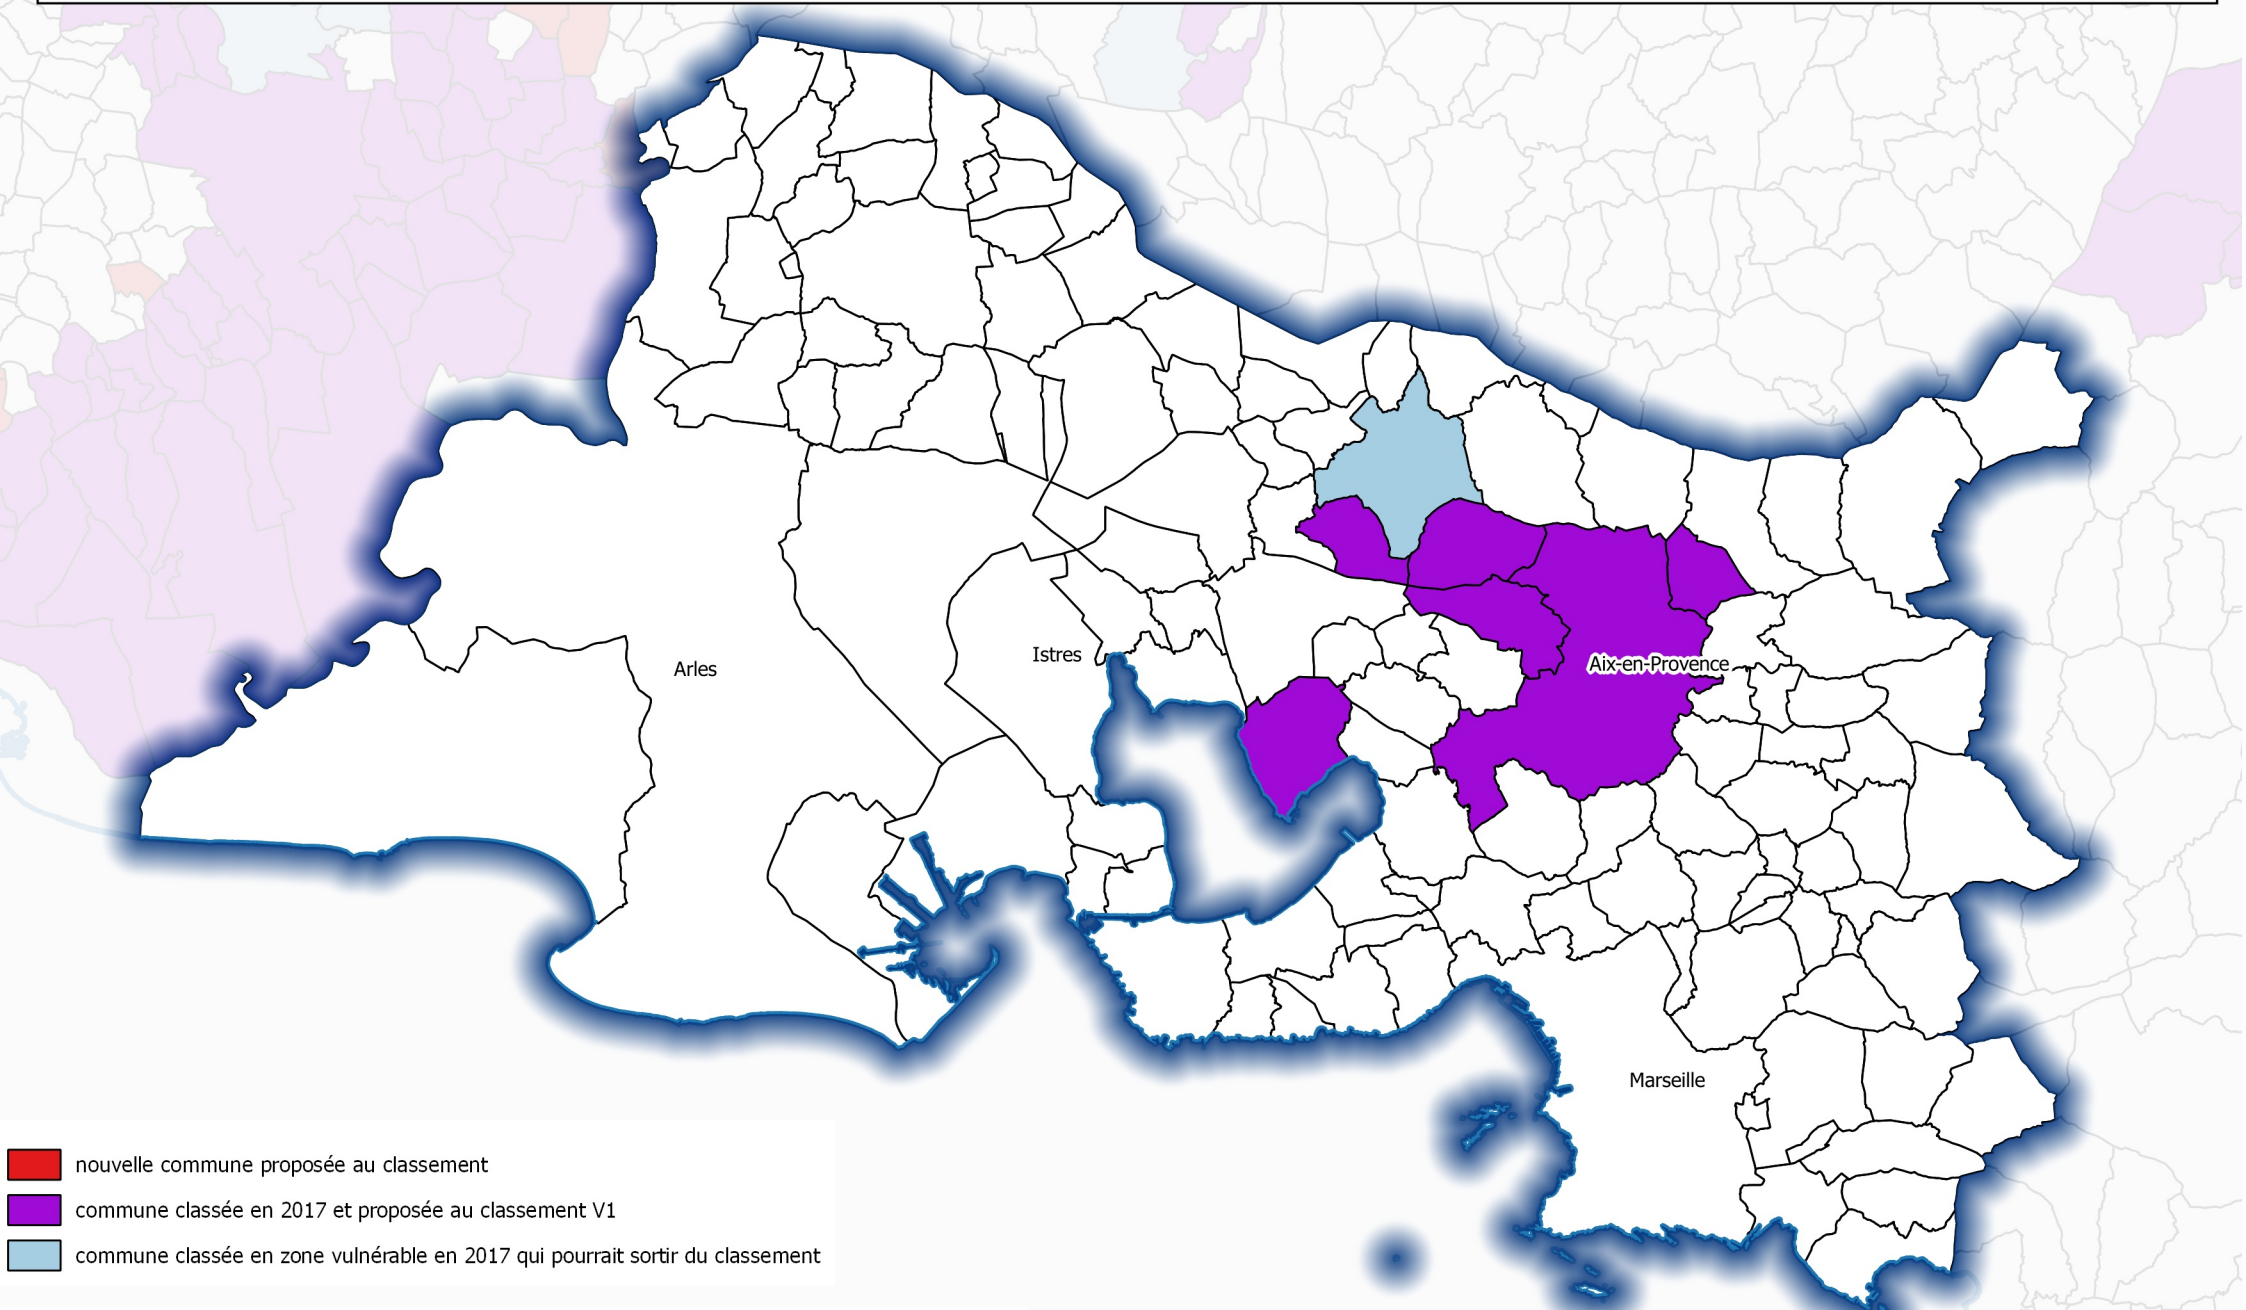 Arles
Istres
Aix-en-Provence
Marseille
nouvelle commune proposée au classement
commune classée en 2017 et proposée au classement V1
commune classée en zone vulnérable en 2017 qui pourrait sortir du classement